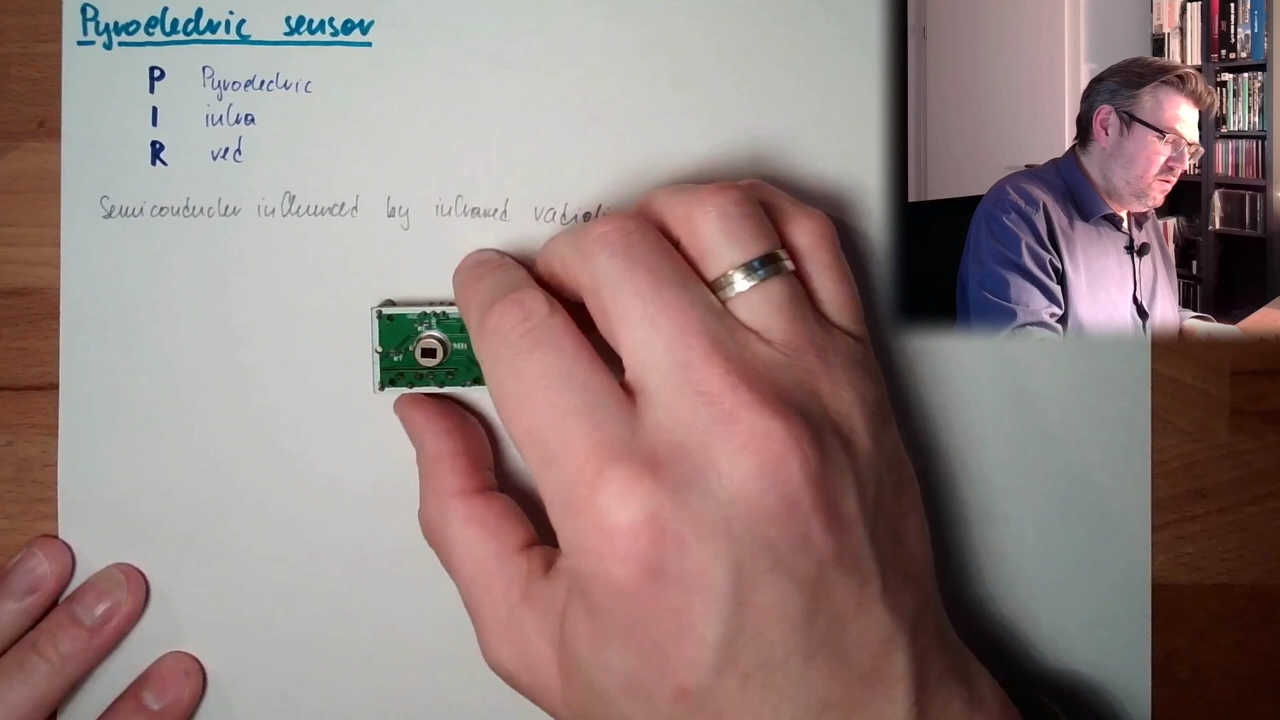 Pyroelectric sensor
P Pyroelectric
I infra
R red
Semiconductor influenced by infrared